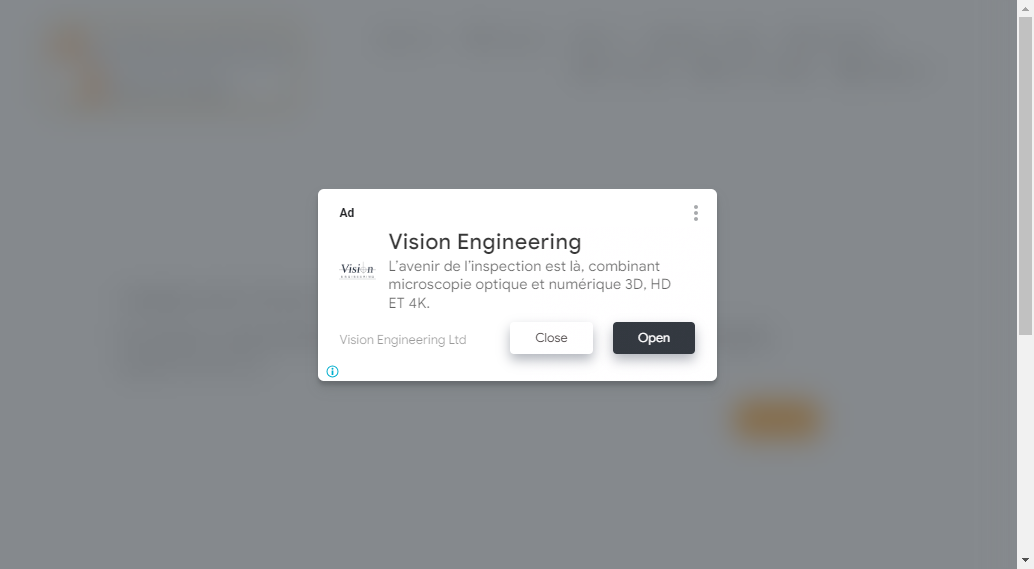 Ad
Vision Engineering
Vision
ENGINEERING
L'avenir de l'inspection est là, combinant
microscopie optique et numérique 3D, HD
ET 4K.
Vision Engineering Ltd
Close
Open